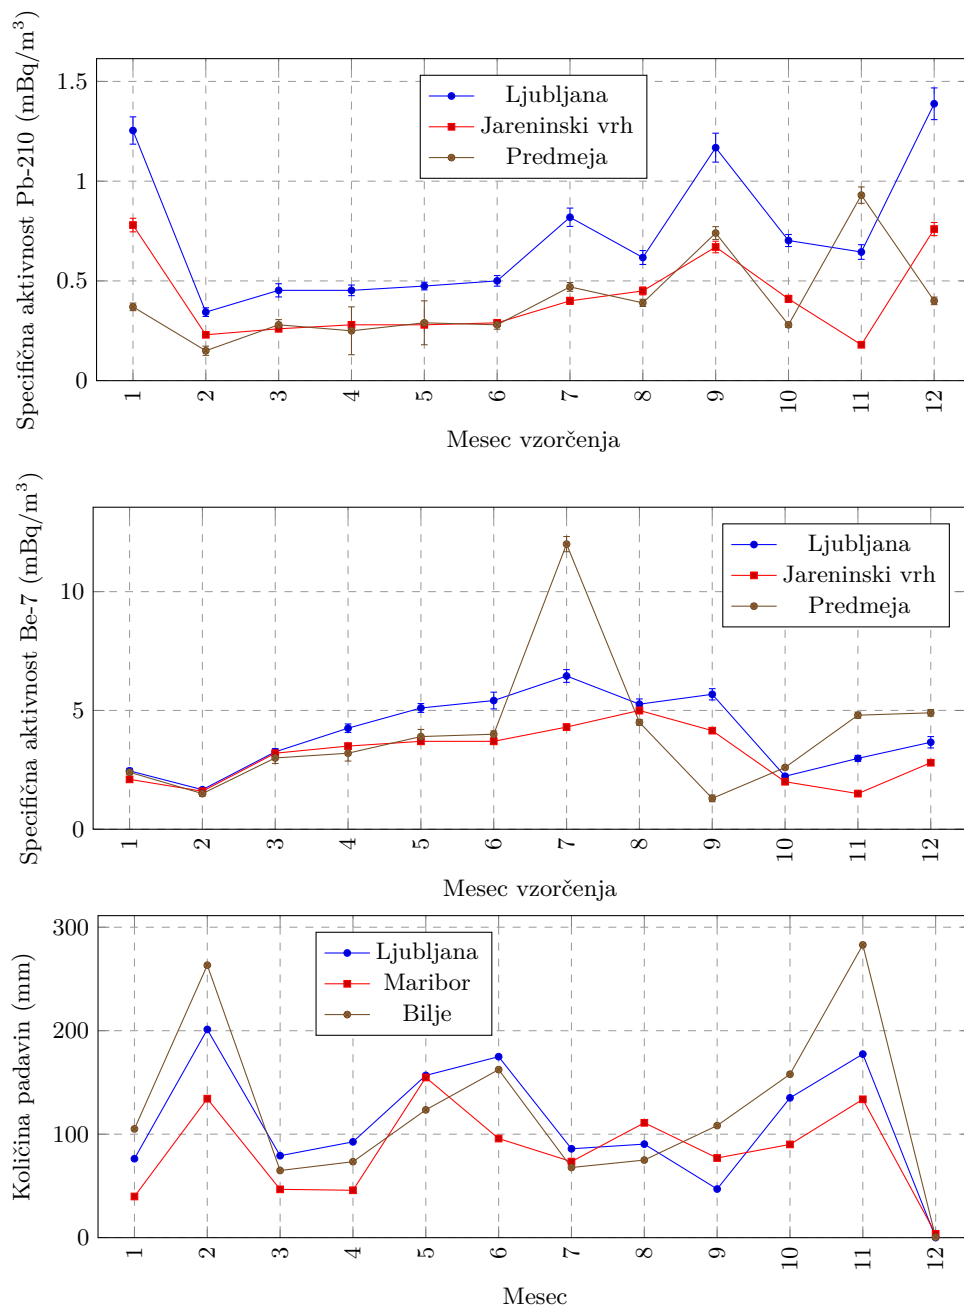 Specifična aktivnost Pb-210 (mBq/m³)
1.5
1
0.5
0
Ljubljana
Jareninski vrh
Predmeja
1 2 3 4 5 6 7 8 9 10 11 12
Mesec vzorčenja
Specifična aktivnost Be-7 (mBq/m³)
10
5
0
Ljubljana
Jareninski vrh
Predmeja
1 2 3 4 5 6 7 8 9 10 11 12
Mesec vzorčenja
Količina padavin (mm)
300
200
100
0
Ljubljana
Maribor
Bilje
1 2 3 4 5 6 7 8 9 10 11 12
Mesec